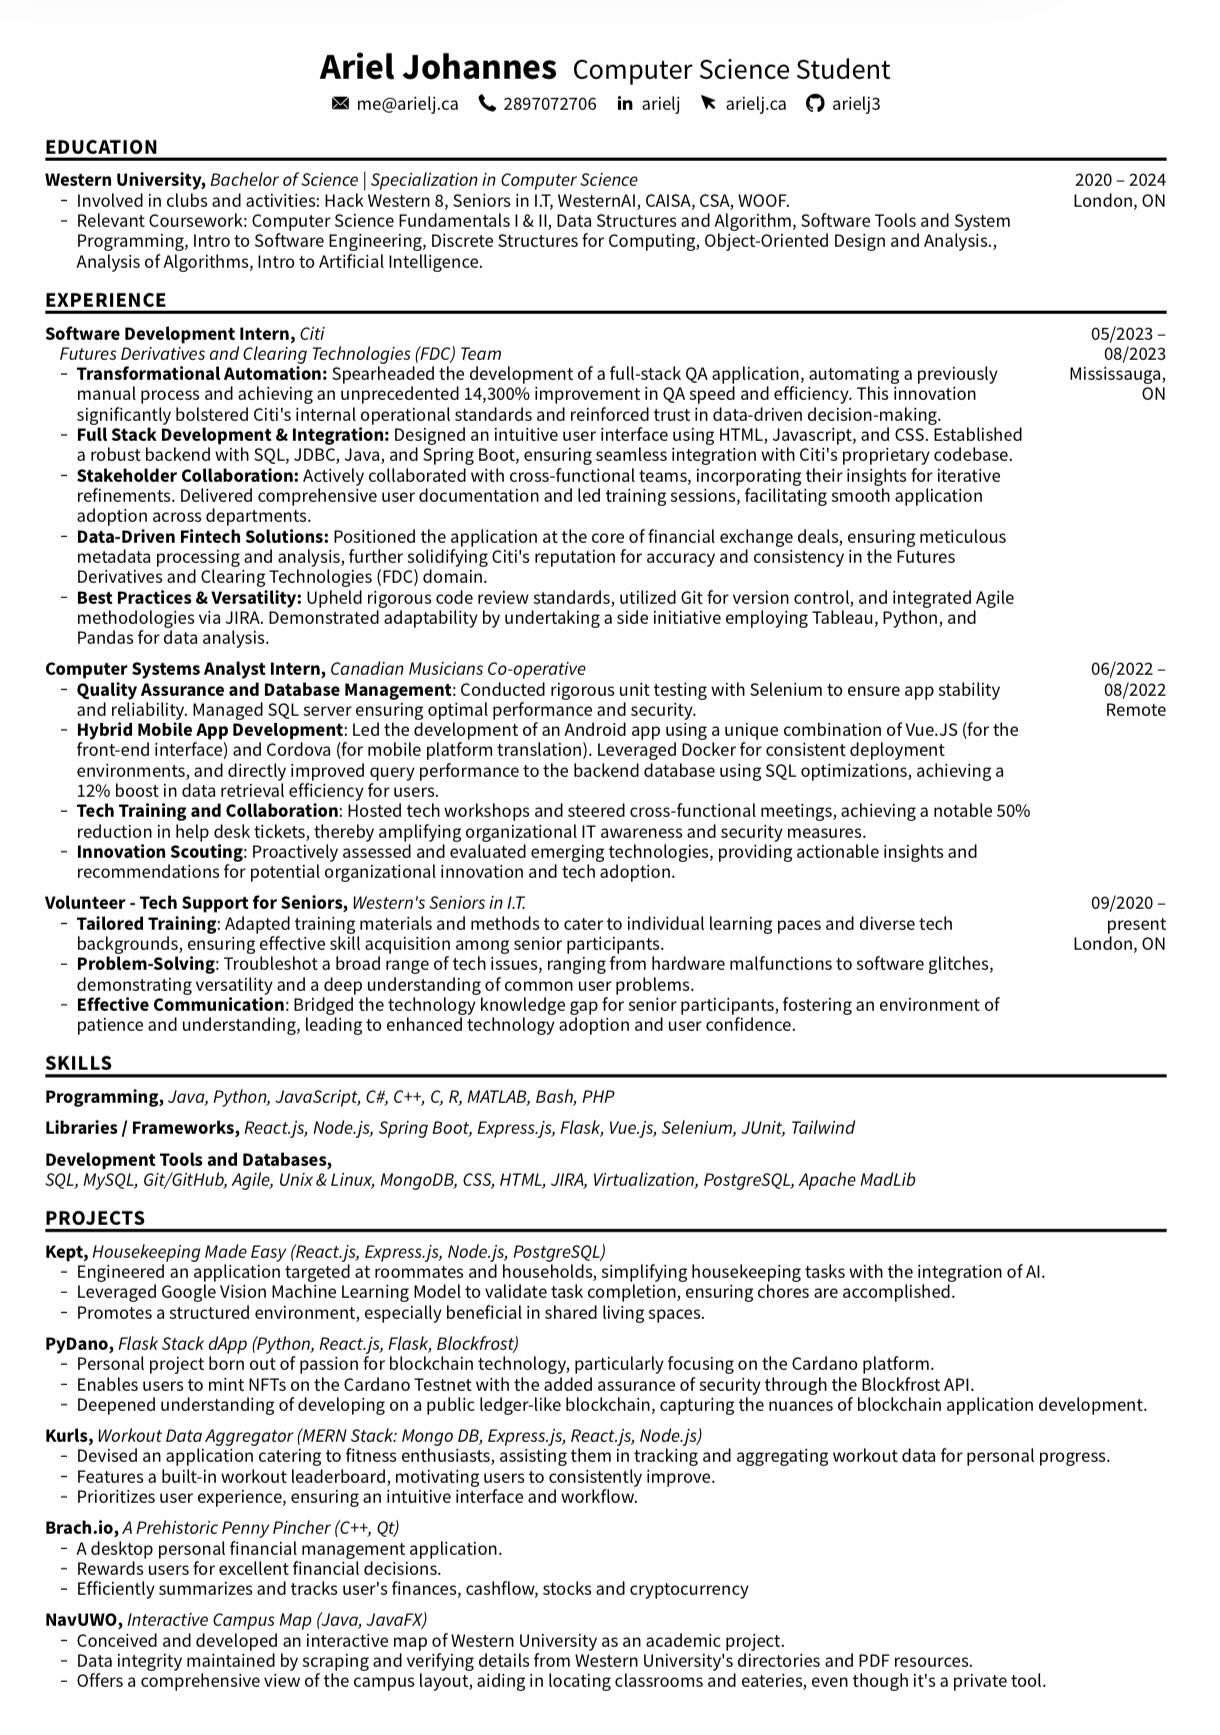 Ariel Johannes Computer Science Student
me@arielj.ca 2897072706 arielj arielj.ca arielj3
EDUCATION
Western University, Bachelor of Science | Specialization in Computer Science 2020 – 2024
- Involved in clubs and activities: Hack Western 8, Seniors in I.T, WesternAI, CAISA, CSA, WOOF. London, ON
- Relevant Coursework: Computer Science Fundamentals I & II, Data Structures and Algorithm, Software Tools and System
Programming, Intro to Software Engineering, Discrete Structures for Computing, Object-Oriented Design and Analysis.,
Analysis of Algorithms, Intro to Artificial Intelligence.
EXPERIENCE
Software Development Intern, Citi 05/2023 –
Futures Derivatives and Clearing Technologies (FDC) Team 08/2023
- Transformational Automation: Spearheaded the development of a full-stack QA application, automating a previously Mississauga,
manual process and achieving an unprecedented 14,300% improvement in QA speed and efficiency. This innovation ON
significantly bolstered Citi's internal operational standards and reinforced trust in data-driven decision-making.
- Full Stack Development & Integration: Designed an intuitive user interface using HTML, Javascript, and CSS. Established
a robust backend with SQL, JDBC, Java, and Spring Boot, ensuring seamless integration with Citi's proprietary codebase.
- Stakeholder Collaboration: Actively collaborated with cross-functional teams, incorporating their insights for iterative
refinements. Delivered comprehensive user documentation and led training sessions, facilitating smooth application
adoption across departments.
- Data-Driven Fintech Solutions: Positioned the application at the core of financial exchange deals, ensuring meticulous
metadata processing and analysis, further solidifying Citi's reputation for accuracy and consistency in the Futures
Derivatives and Clearing Technologies (FDC) domain.
- Best Practices & Versatility: Upheld rigorous code review standards, utilized Git for version control, and integrated Agile
methodologies via JIRA. Demonstrated adaptability by undertaking a side initiative employing Tableau, Python, and
Pandas for data analysis.
Computer Systems Analyst Intern, Canadian Musicians Co-operative 06/2022 –
- Quality Assurance and Database Management: Conducted rigorous unit testing with Selenium to ensure app stability 08/2022
and reliability. Managed SQL server ensuring optimal performance and security. Remote
- Hybrid Mobile App Development: Led the development of an Android app using a unique combination of Vue.JS (for the
front-end interface) and Cordova (for mobile platform translation). Leveraged Docker for consistent deployment
environments, and directly improved query performance to the backend database using SQL optimizations, achieving a
12% boost in data retrieval efficiency for users.
- Tech Training and Collaboration: Hosted tech workshops and steered cross-functional meetings, achieving a notable 50%
reduction in help desk tickets, thereby amplifying organizational IT awareness and security measures.
- Innovation Scouting: Proactively assessed and evaluated emerging technologies, providing actionable insights and
recommendations for potential organizational innovation and tech adoption.
Volunteer - Tech Support for Seniors, Western's Seniors in I.T. 09/2020 –
- Tailored Training: Adapted training materials and methods to cater to individual learning paces and diverse tech present
backgrounds, ensuring effective skill acquisition among senior participants. London, ON
- Problem-Solving: Troubleshot a broad range of tech issues, ranging from hardware malfunctions to software glitches,
demonstrating versatility and a deep understanding of common user problems.
- Effective Communication: Bridged the technology knowledge gap for senior participants, fostering an environment of
patience and understanding, leading to enhanced technology adoption and user confidence.
SKILLS
Programming, Java, Python, JavaScript, C#, C++, C, R, MATLAB, Bash, PHP
Libraries / Frameworks, React.js, Node.js, Spring Boot, Express.js, Flask, Vue.js, Selenium, JUnit, Tailwind
Development Tools and Databases,
SQL, MySQL, Git/GitHub, Agile, Unix & Linux, MongoDB, CSS, HTML, JIRA, Virtualization, PostgreSQL, Apache MadLib
PROJECTS
Kept, Housekeeping Made Easy (React.js, Express.js, Node.js, PostgreSQL)
- Engineered an application targeted at roommates and households, simplifying housekeeping tasks with the integration of AI.
- Leveraged Google Vision Machine Learning Model to validate task completion, ensuring chores are accomplished.
- Promotes a structured environment, especially beneficial in shared living spaces.
PyDano, Flask Stack dApp (Python, React.js, Flask, Blockfrost)
- Personal project born out of passion for blockchain technology, particularly focusing on the Cardano platform.
- Enables users to mint NFTs on the Cardano Testnet with the added assurance of security through the Blockfrost API.
- Deepened understanding of developing on a public ledger-like blockchain, capturing the nuances of blockchain application development.
Kurls, Workout Data Aggregator (MERN Stack: Mongo DB, Express.js, React.js, Node.js)
- Devised an application catering to fitness enthusiasts, assisting them in tracking and aggregating workout data for personal progress.
- Features a built-in workout leaderboard, motivating users to consistently improve.
- Prioritizes user experience, ensuring an intuitive interface and workflow.
Brach.io, A Prehistoric Penny Pincher (C++, Qt)
- A desktop personal financial management application.
- Rewards users for excellent financial decisions.
- Efficiently summarizes and tracks user's finances, cashflow, stocks and cryptocurrency
NavUWO, Interactive Campus Map (Java, JavaFX)
- Conceived and developed an interactive map of Western University as an academic project.
- Data integrity maintained by scraping and verifying details from Western University's directories and PDF resources.
- Offers a comprehensive view of the campus layout, aiding in locating classrooms and eateries, even though it's a private tool.